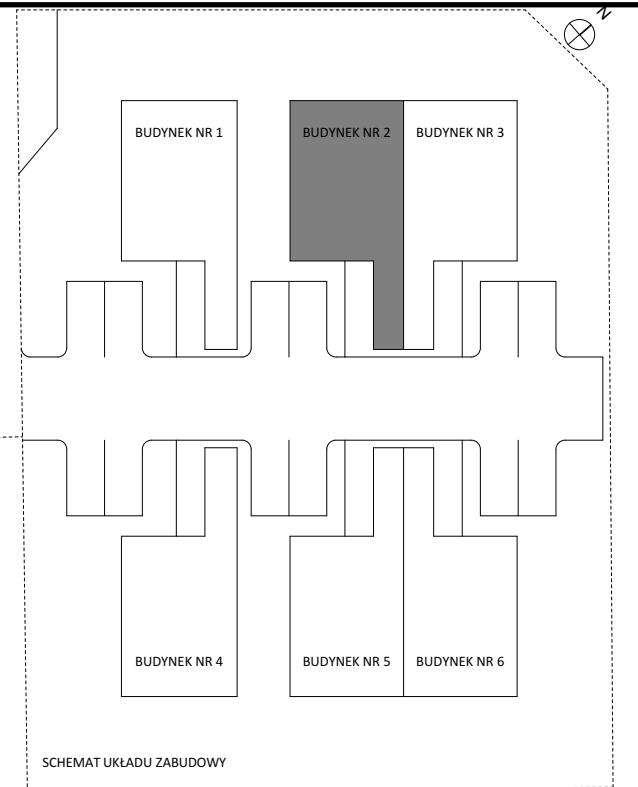 N
BUDYNEK NR 1
BUDYNEK NR 2
BUDYNEK NR 3
BUDYNEK NR 4
BUDYNEK NR 5
BUDYNEK NR 6
SCHEMAT UKŁADU ZABUDOWY